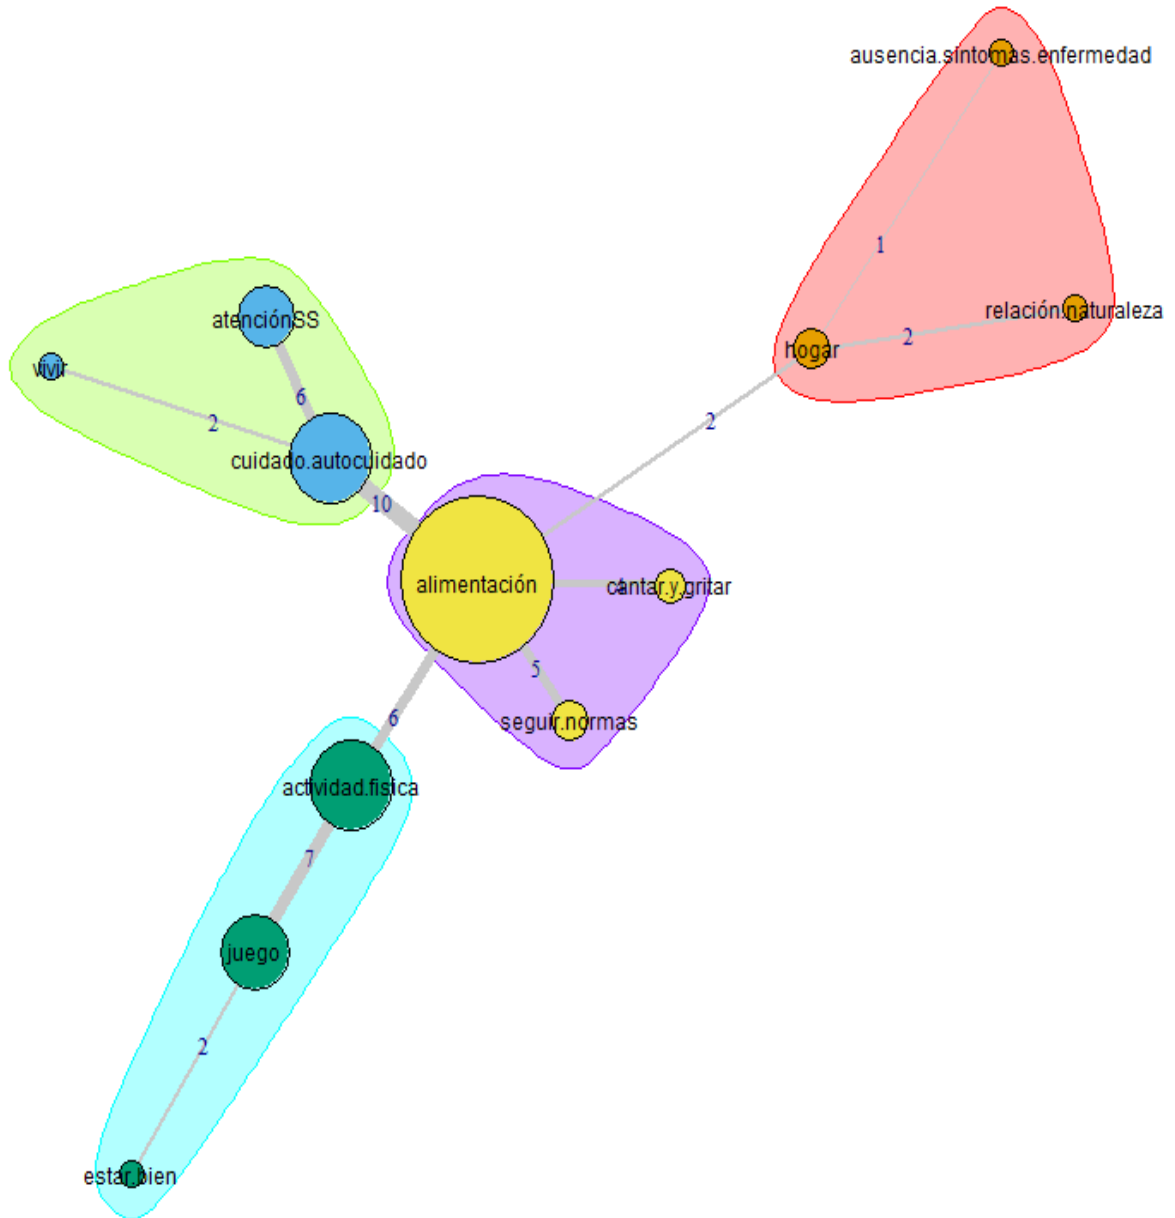 ausencia.sintomas.enfermedad
1
relación.naturaleza
2
hogar
2
atenciónSS
vivir
6
2
cuidado.autocuidado
10
alimentación
cantar.y.gritar
5
seguir.normas
6
actividad.fisica
7
juego
2
estar.bien